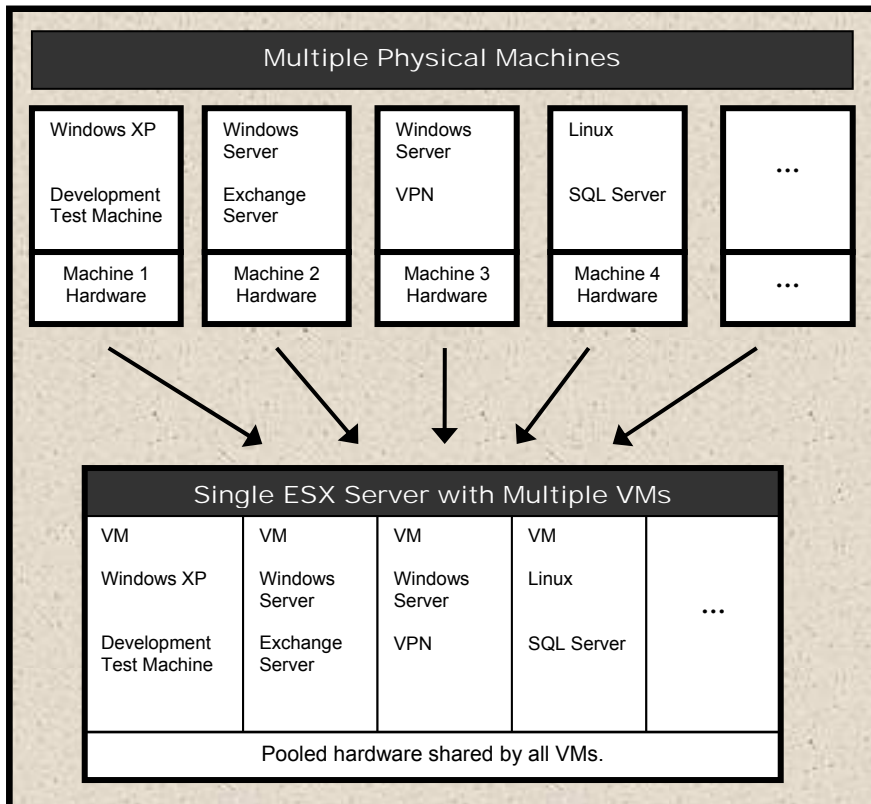 Multiple Physical Machines
Windows XP
Development
Test Machine
Machine 1
Hardware
Windows
Server
Exchange
Server
Machine 2
Hardware
Windows
Server
VPN
Machine 3
Hardware
Linux
SQL Server
Machine 4
Hardware
...
...
Single ESX Server with Multiple VMs
VM
Windows XP
Development
Test Machine
VM
Windows
Server
Exchange
Server
VM
Windows
Server
VPN
VM
Linux
SQL Server
...
Pooled hardware shared by all VMs.